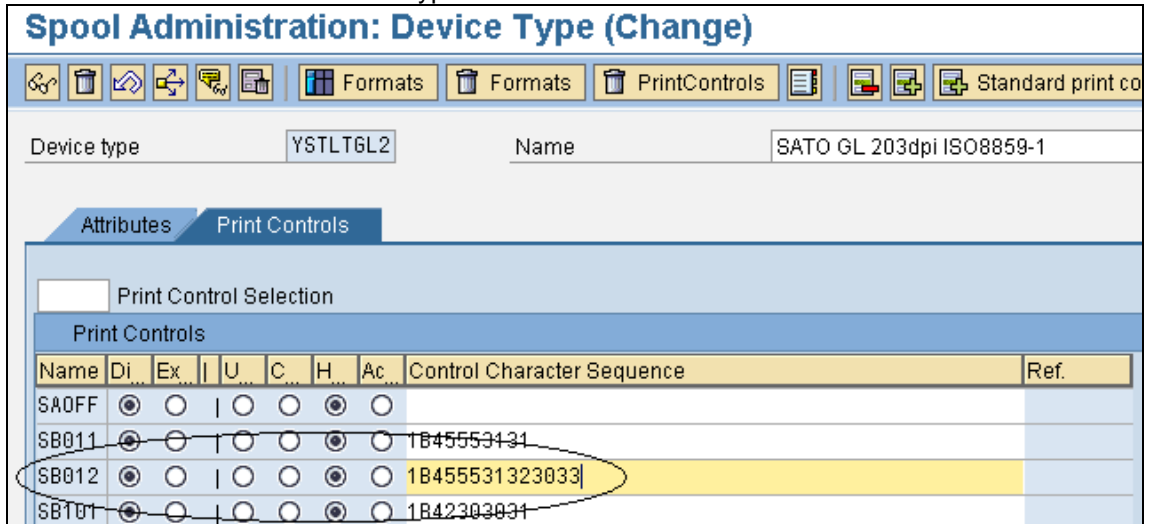 Spool Administration: Device Type (Change)
Formats Formats PrintControls Standard print co
Device type YSTLTGL2 Name SATO GL 203dpi ISO8859-1
Attributes Print Controls
Print Control Selection
Print Controls
Name Di... Ex... | U... C... H... Ac... Control Character Sequence Ref.
SAOFF |
SB011 | 1B45553131
SB012 | 1B455531323033
SB101 | 1B42303031